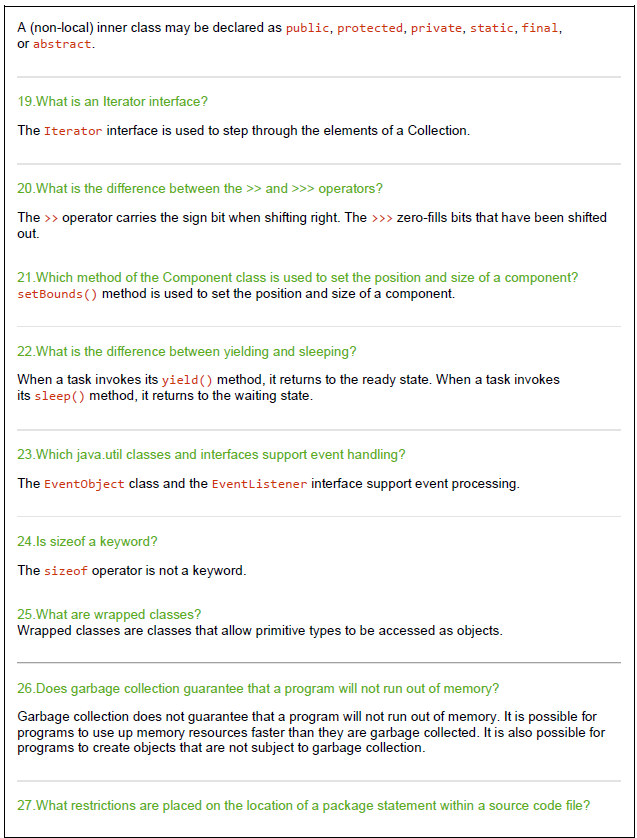 A (non-local) inner class may be declared as public, protected, private, static, final,
or abstract.
19.What is an Iterator interface?
The Iterator interface is used to step through the elements of a Collection.
20.What is the difference between the >> and >>> operators?
The >> operator carries the sign bit when shifting right. The >>> zero-fills bits that have been shifted
out.
21.Which method of the Component class is used to set the position and size of a component?
setBounds() method is used to set the position and size of a component.
22.What is the difference between yielding and sleeping?
When a task invokes its yield() method, it returns to the ready state. When a task invokes
its sleep() method, it returns to the waiting state.
23.Which java.util classes and interfaces support event handling?
The EventObject class and the EventListener interface support event processing.
24.Is sizeof a keyword?
The sizeof operator is not a keyword.
25.What are wrapped classes?
Wrapped classes are classes that allow primitive types to be accessed as objects.
26.Does garbage collection guarantee that a program will not run out of memory?
Garbage collection does not guarantee that a program will not run out of memory. It is possible for
programs to use up memory resources faster than they are garbage collected. It is also possible for
programs to create objects that are not subject to garbage collection.
27.What restrictions are placed on the location of a package statement within a source code file?